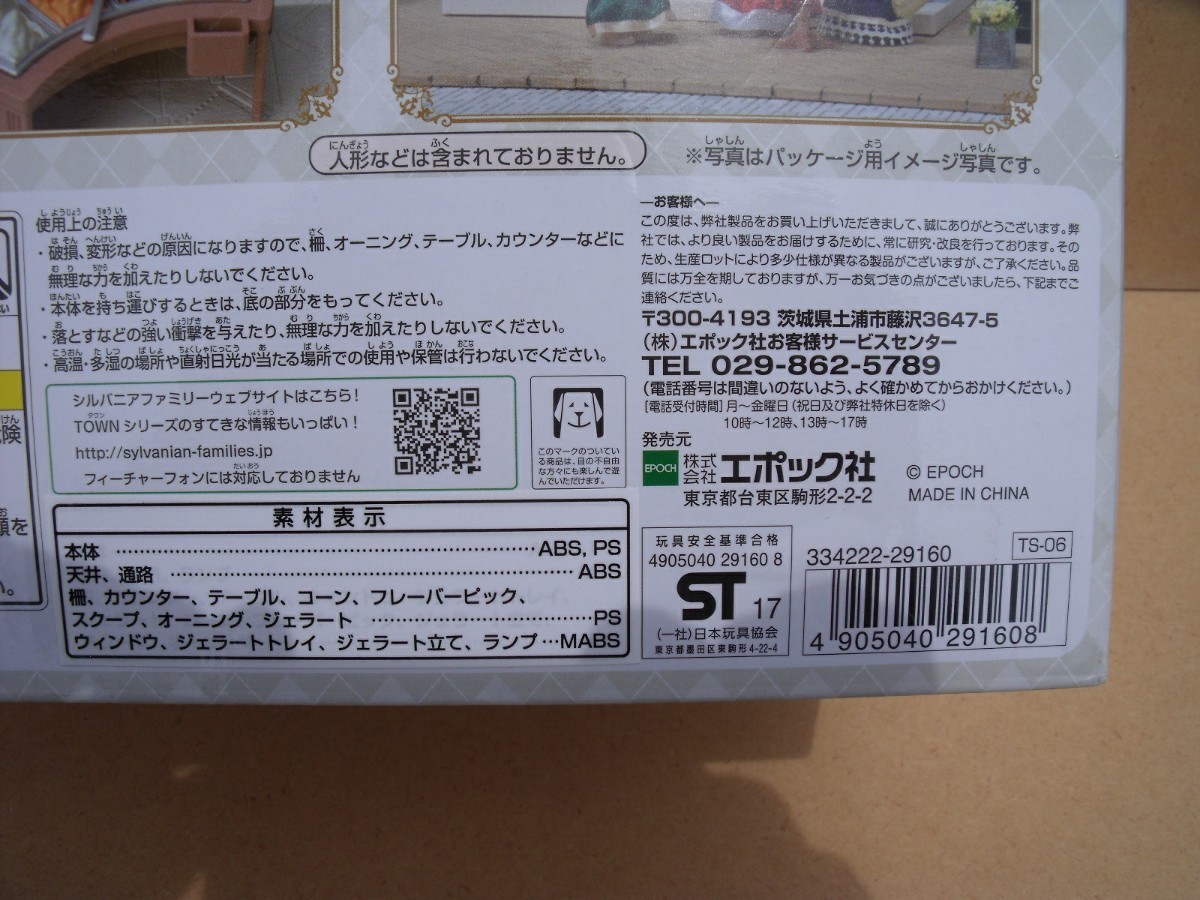 人形などは含まれておりません。
※写真はパッケージ用イメージ写真です。
使用上の注意
・破損、変形などの原因になりますので、柵、オーニング、テーブル、カウンターなどに
無理な力を加えたりしないでください。
・本体を持ち運びするときは、底の部分をもってください。
・落とすなどの強い衝撃を与えたり、無理な力を加えたりしないでください。
・高温・多湿の場所や直射日光が当たる場所での使用や保管は行わないでください。
シルバニアファミリーウェブサイトはこちら!
TOWNシリーズのすてきな情報もいっぱい!
http://sylvanian-families.jp
フィーチャーフォンには対応しておりません
このマークのついてい
る商品は、目の不自由
な方々にも楽しんで遊
んでいただけます。
素材表示
本体 ABS, PS
天井、通路 ABS
柵、カウンター、テーブル、コーン、フレーバーピック、
スクープ、オーニング、ジェラート PS
ウィンドウ、ジェラートトレイ、ジェラート立て、ランプ…MABS
―お客様へ―
この度は、弊社製品をお買い上げいただきまして、誠にありがとうございます。弊
社では、より良い製品をお届けするために、常に研究・改良を行っております。その
ため、生産ロットにより多少仕様が異なる製品がございますが、ご了承ください。品
質には万全を期しておりますが、万一お気づきの点がございましたら、下記までご
連絡ください。
〒300-4193 茨城県土浦市藤沢3647-5
(株)エポック社お客様サービスセンター
TEL 029-862-5789
(電話番号は間違いのないよう、よく確かめてからおかけください。)
[電話受付時間]月~金曜日(祝日及び弊社特休日を除く)
10時~12時、13時~17時
発売元
EPOCH 株式会社エポック社
東京都台東区駒形2-2-2
© EPOCH
MADE IN CHINA
玩具安全基準合格
4905040 29160 8
ST 17
(一社)日本玩具協会
東京都墨田区東駒形4-22-4
334222-29160
TS-06
4 905040 291608